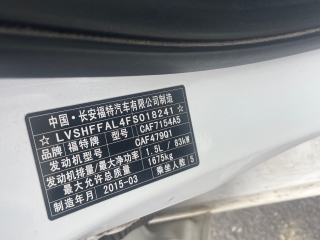 中国·长安福特汽车有限公司制造
☆LVSHFFAL4FS018241☆
品牌 福特牌 型号 CAF7154A5
发动机型号 CAF479Q1
发动机排量/最大净功率 1.5L/83kW
最大允许总质量 1675kg
制造年月 2015-03 乘坐人数 5